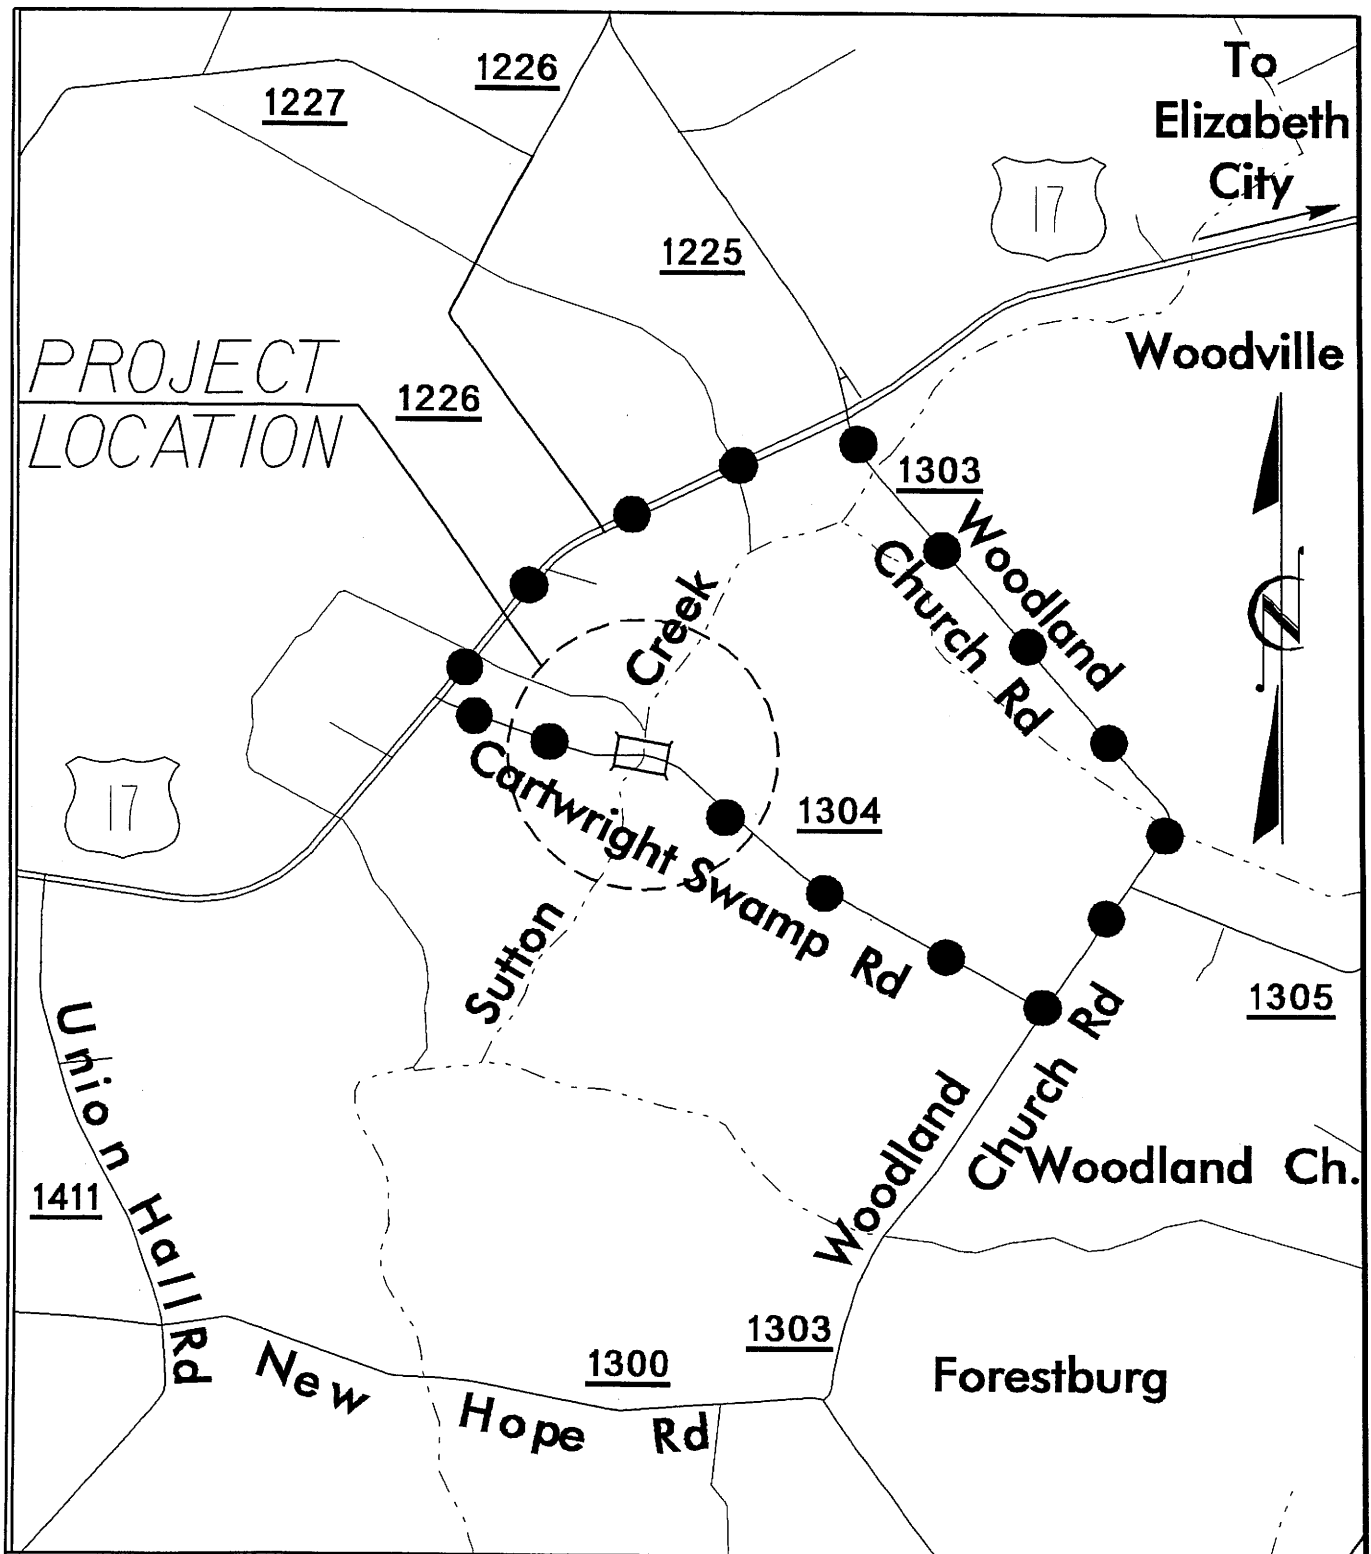 1226
1227
To
Elizabeth
City
17
1225
Woodville
PROJECT
LOCATION
1226
1303
Woodland
Church Rd
Creek
17
Cartwright Swamp Rd
1304
N
Sutton
1305
Union Hall Rd
Woodland
Church Rd
Woodland Ch.
1411
1303
1300
New Hope Rd
Forestburg